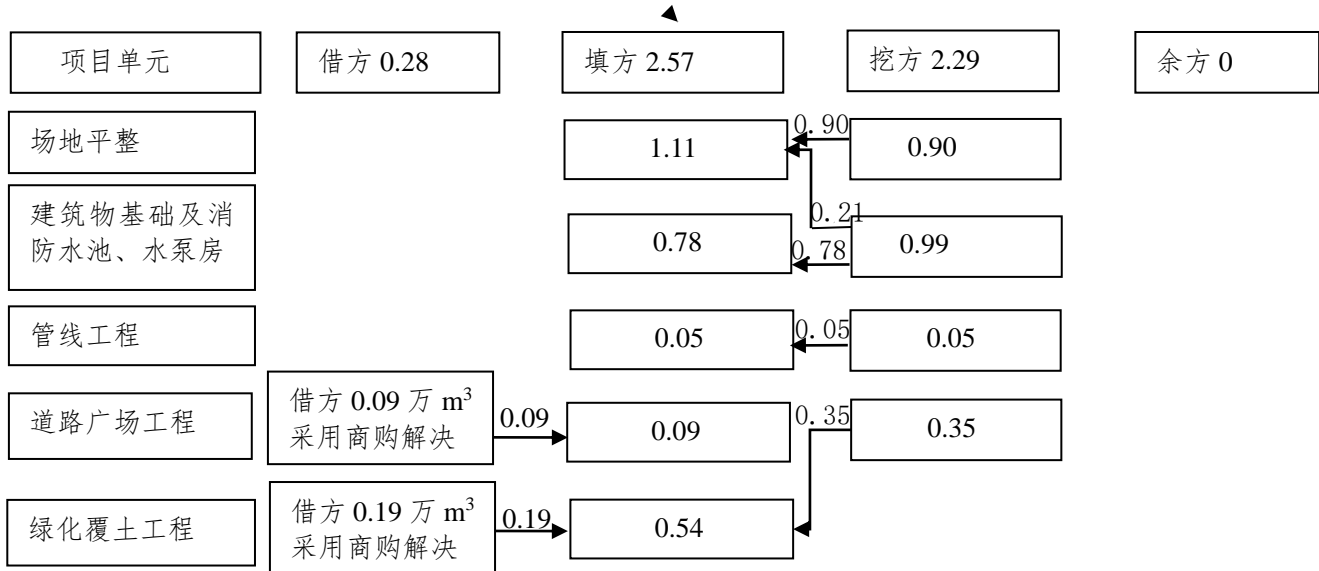 项目单元
借方 0.28
填方 2.57
挖方 2.29
余方 0
场地平整
1.11
0.90
0.90
建筑物基础及消
防水池、水泵房
0.78
0.21
0.78
0.99
管线工程
0.05
0.05
0.05
道路广场工程
借方 0.09 万 m³
采用商购解决
0.09
0.09
0.35
0.35
绿化覆土工程
借方 0.19 万 m³
采用商购解决
0.19
0.54